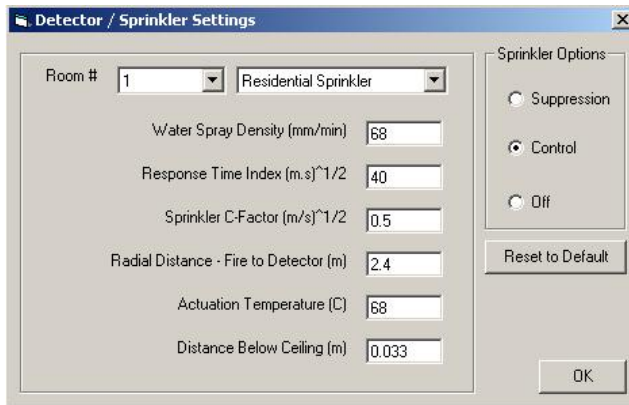 Detector / Sprinkler Settings
Room # 1 Residential Sprinkler
Water Spray Density (mm/min) 68
Response Time Index (m.s)^1/2 40
Sprinkler C-Factor (m/s)^1/2 0.5
Radial Distance - Fire to Detector (m) 2.4
Actuation Temperature (C) 68
Distance Below Ceiling (m) 0.033
Sprinkler Options
Suppression
Control
Off
Reset to Default
OK